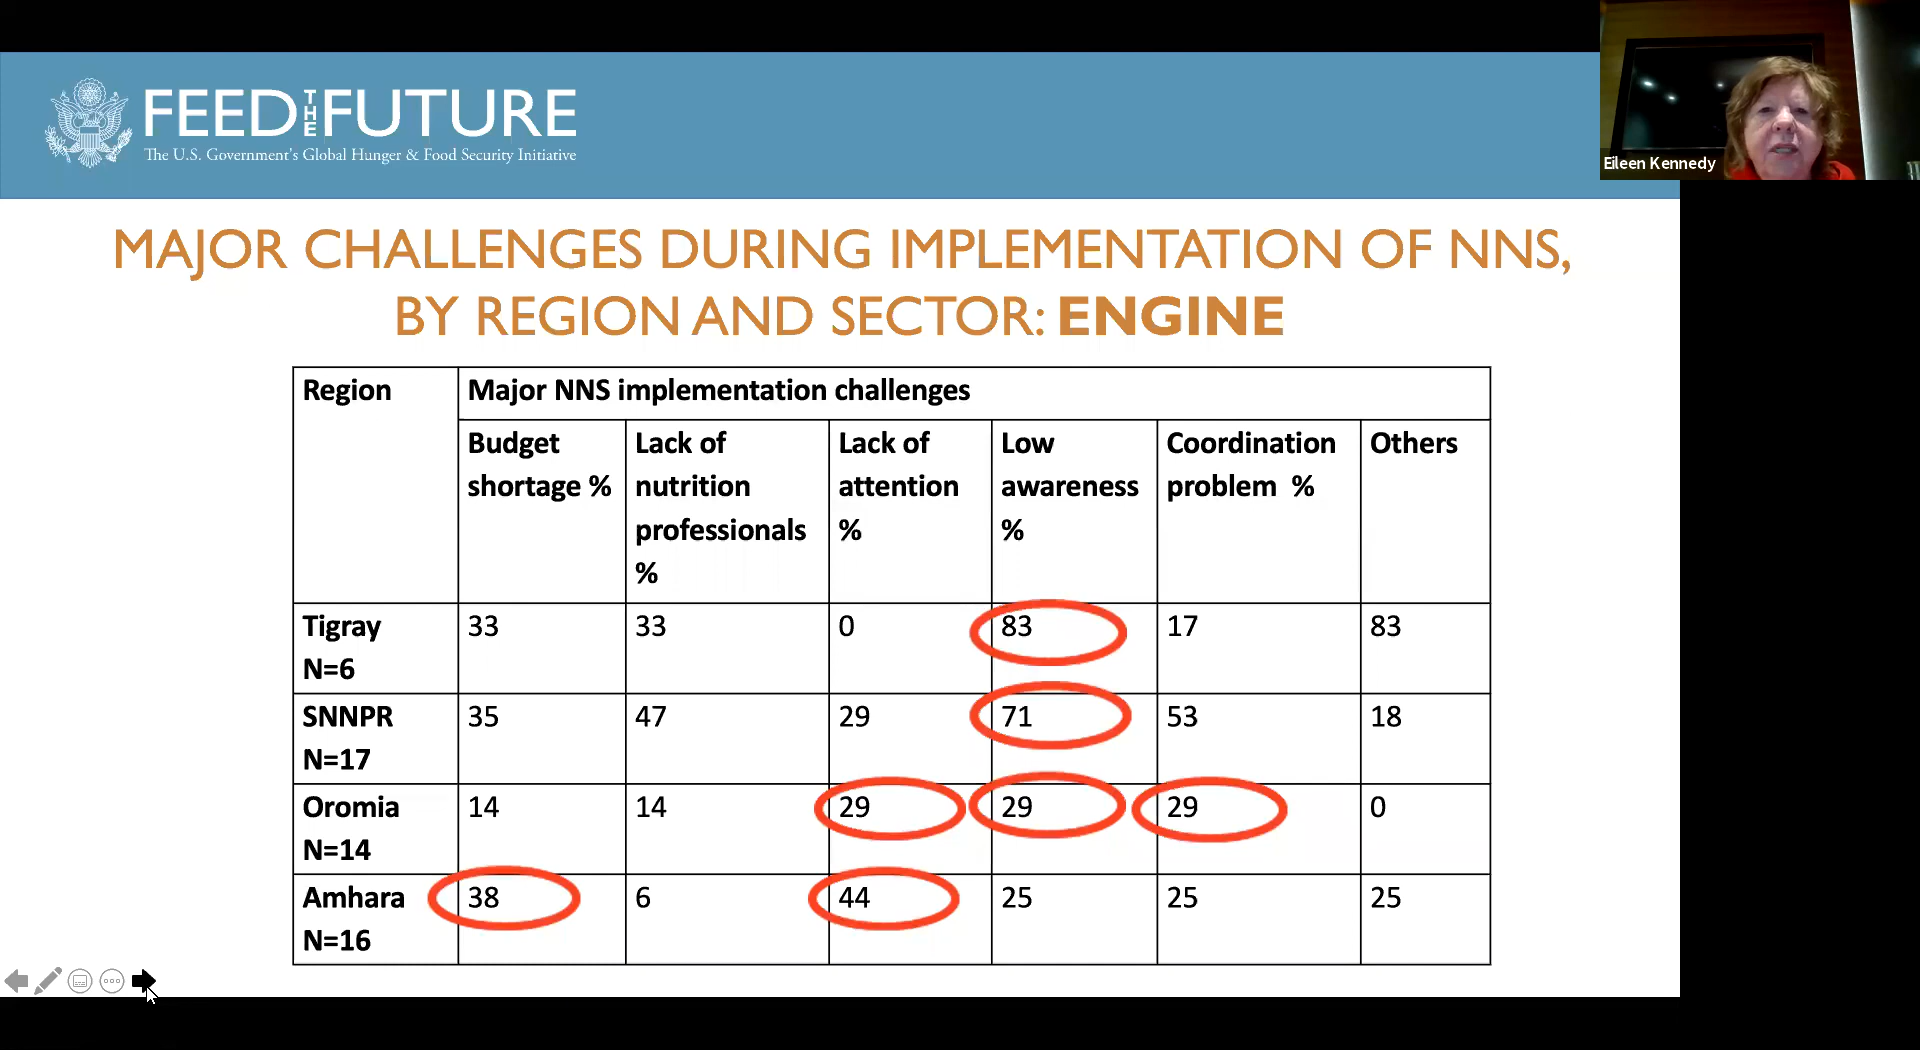 FEED THE FUTURE
The U.S. Government's Global Hunger & Food Security Initiative
Eileen Kennedy
MAJOR CHALLENGES DURING IMPLEMENTATION OF NNS,
BY REGION AND SECTOR: ENGINE
Region Major NNS implementation challenges
Budget shortage % Lack of nutrition professionals % Lack of attention % Low awareness % Coordination problem % Others
Tigray N=6 33 33 0 83 17 83
SNNPR N=17 35 47 29 71 53 18
Oromia N=14 14 14 29 29 29 0
Amhara N=16 38 6 44 25 25 25